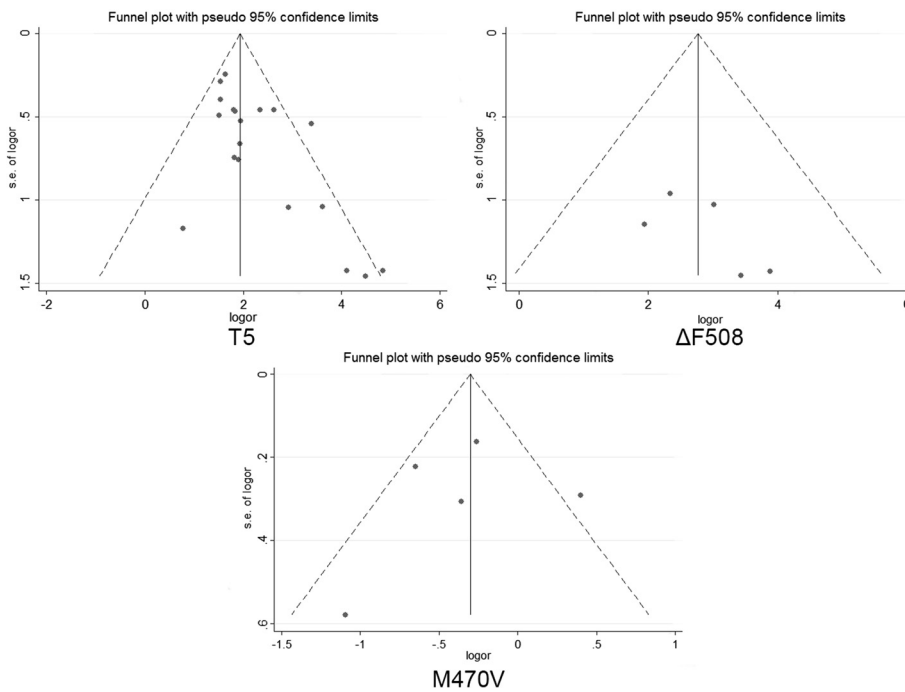 Funnel plot with pseudo 95% confidence limits
0
.5
1
1.5
s.e. of logor
-2
0
2
4
6
logor
T5
Funnel plot with pseudo 95% confidence limits
0
.5
1
1.5
s.e. of logor
0
2
4
6
logor
ΔF508
Funnel plot with pseudo 95% confidence limits
0
.2
.4
.6
s.e. of logor
-1.5
-1
-.5
0
.5
1
logor
M470V